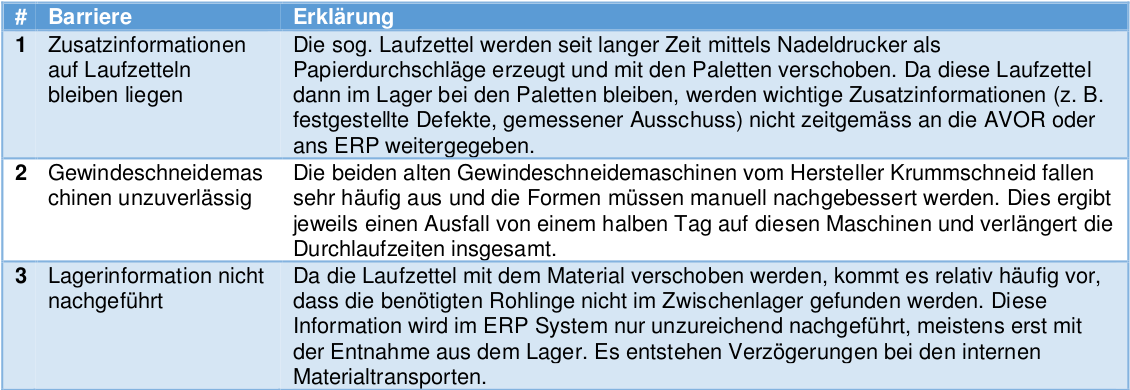 # Barriere Erklärung
1 Zusatzinformationen auf Laufzetteln bleiben liegen
Die sog. Laufzettel werden seit langer Zeit mittels Nadeldrucker als
Papierdurchschläge erzeugt und mit den Paletten verschoben. Da diese Laufzettel
dann im Lager bei den Paletten bleiben, werden wichtige Zusatzinformationen (z. B.
festgestellte Defekte, gemessener Ausschuss) nicht zeitgemäss an die AVOR oder
ans ERP weitergegeben.
2 Gewindeschneidemas
chinen unzuverlässig
Die beiden alten Gewindeschneidemaschinen vom Hersteller Krummschneid fallen
sehr häufig aus und die Formen müssen manuell nachgebessert werden. Dies ergibt
jeweils einen Ausfall von einem halben Tag auf diesen Maschinen und verlängert die
Durchlaufzeiten insgesamt.
3 Lagerinformation nicht
nachgeführt
Da die Laufzettel mit dem Material verschoben werden, kommt es relativ häufig vor,
dass die benötigten Rohlinge nicht im Zwischenlager gefunden werden. Diese
Information wird im ERP System nur unzureichend nachgeführt, meistens erst mit
der Entnahme aus dem Lager. Es entstehen Verzögerungen bei den internen
Materialtransporten.